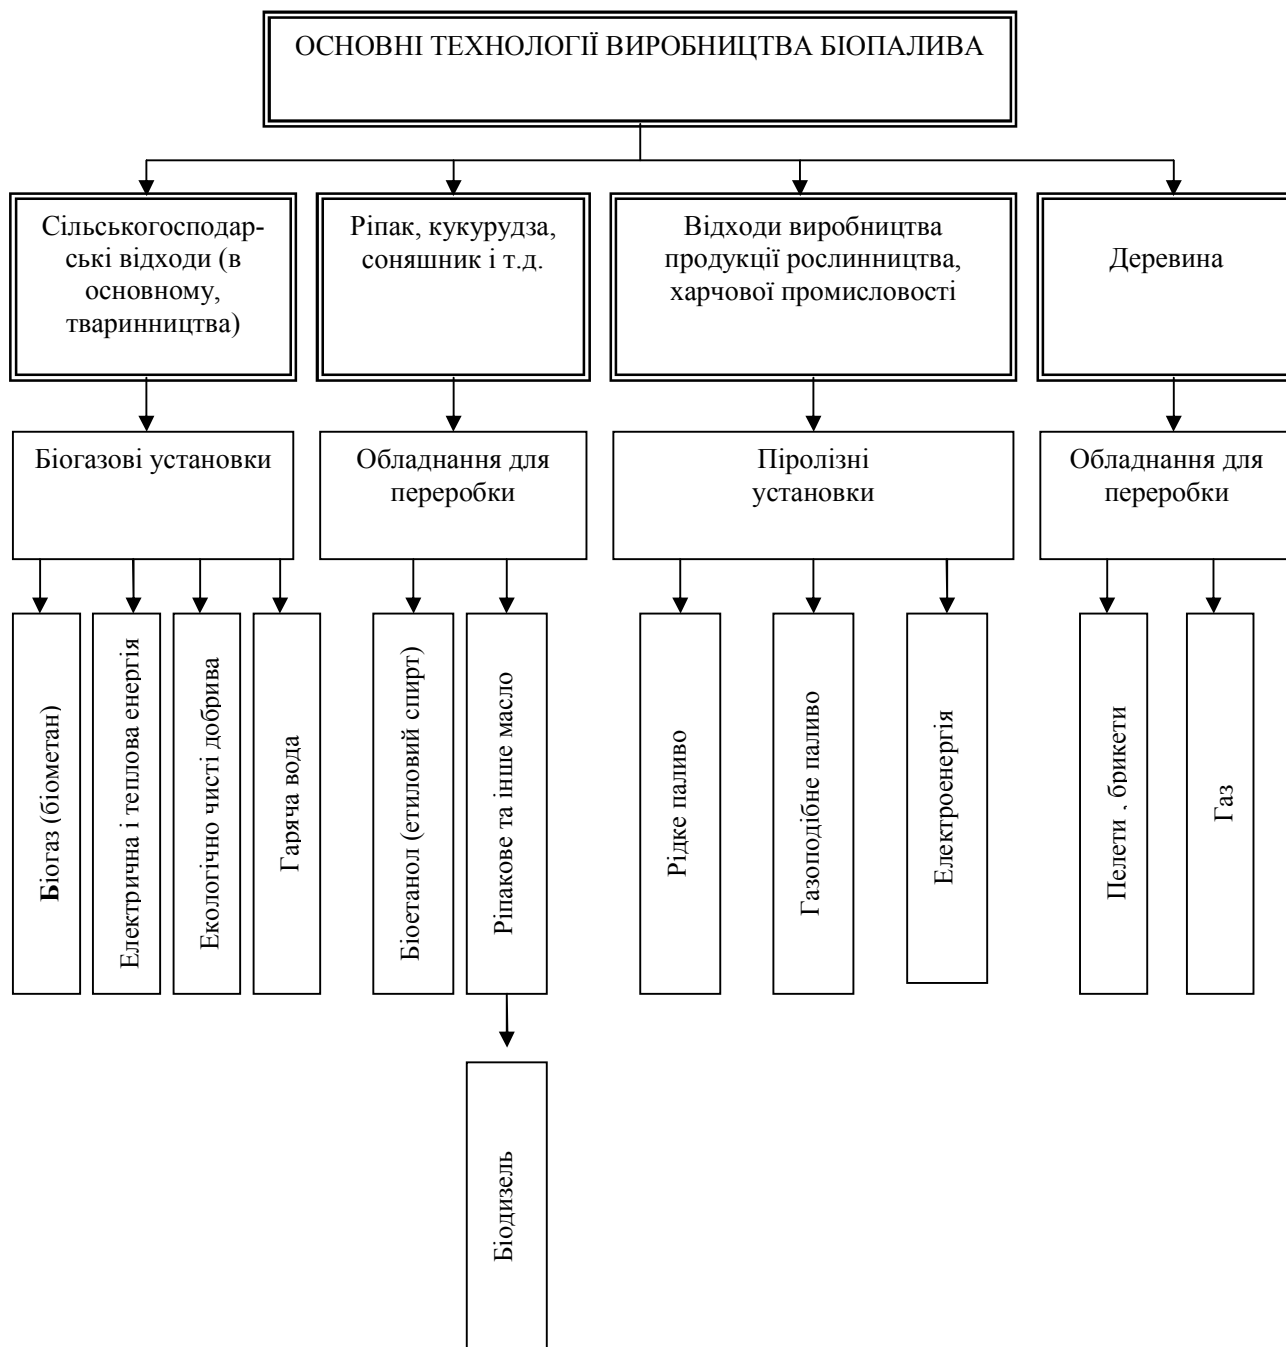 ОСНОВНІ ТЕХНОЛОГІЇ ВИРОБНИЦТВА БІОПАЛИВА
Сільськогосподар-
ські відходи (в
основному,
тваринництва)
Ріпак, кукурудза,
соняшник і т.д.
Відходи виробництва
продукції рослинництва,
харчової промисловості
Деревина
Біогазові установки
Обладнання для
переробки
Піролізні
установки
Обладнання для
переробки
Біогаз (біометан)
Електрична і теплова енергія
Екологічно чисті добрива
Гаряча вода
Біоетанол (етиловий спирт)
Ріпакове та інше масло
Рідке паливо
Газоподібне паливо
Електроенергія
Пелети , брикети
Газ
Біодизель